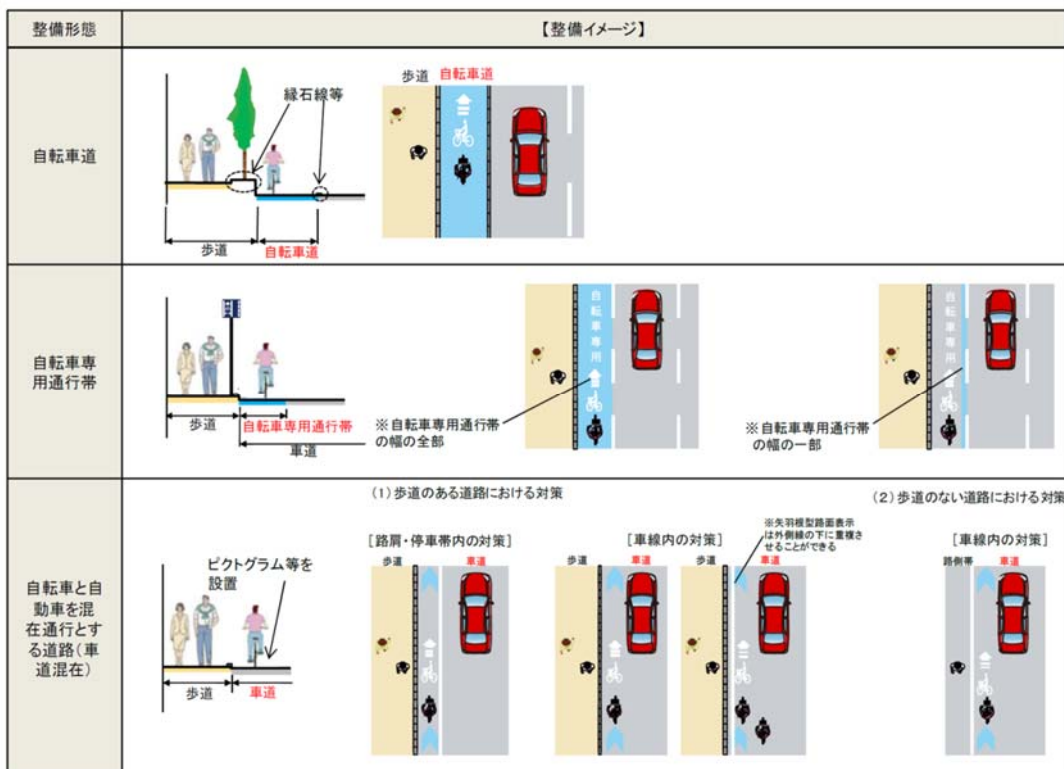 整備形態
【整備イメージ】
自転車道
縁石線等
歩道
自転車道
歩道
自転車道
自転車専
用通行帯
歩道
自転車専用通行帯
車道
※自転車専用通行帯
の幅の全部
自転車専用
※自転車専用通行帯
の幅の一部
自転車専用
自転車と自
動車を混
在通行とす
る道路(車
道混在)
ピクトグラム等を
設置
歩道
車道
(1)歩道のある道路における対策
[路肩・停車帯内の対策]
歩道
車道
[車線内の対策]
歩道
車道
歩道
車道
※矢羽根型路面表示
は外側線の下に重複さ
せることができる
(2)歩道のない道路における対策
[車線内の対策]
路側帯
車道